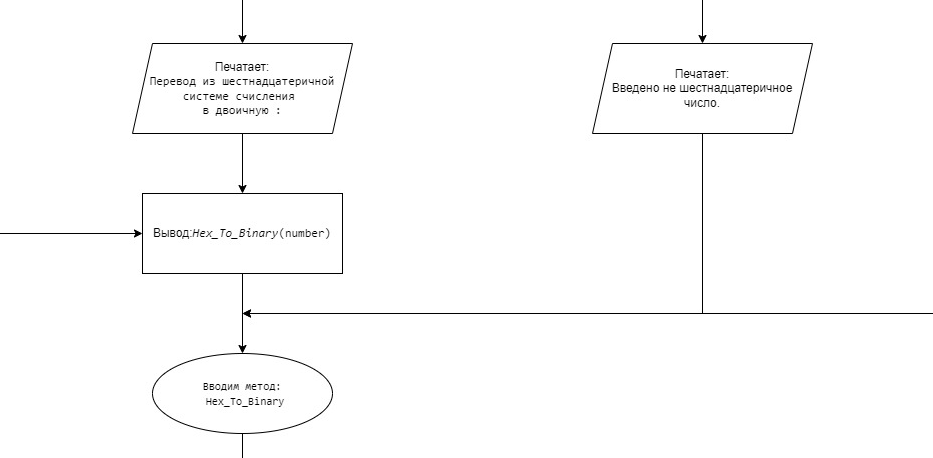 Печатает:
Перевод из шестнадцатеричной
системе счисления
в двоичную :
Печатает:
Введено не шестнадцатеричное
число.
Вывод:Hex_To_Binary(number)
Вводим метод:
Hex_To_Binary